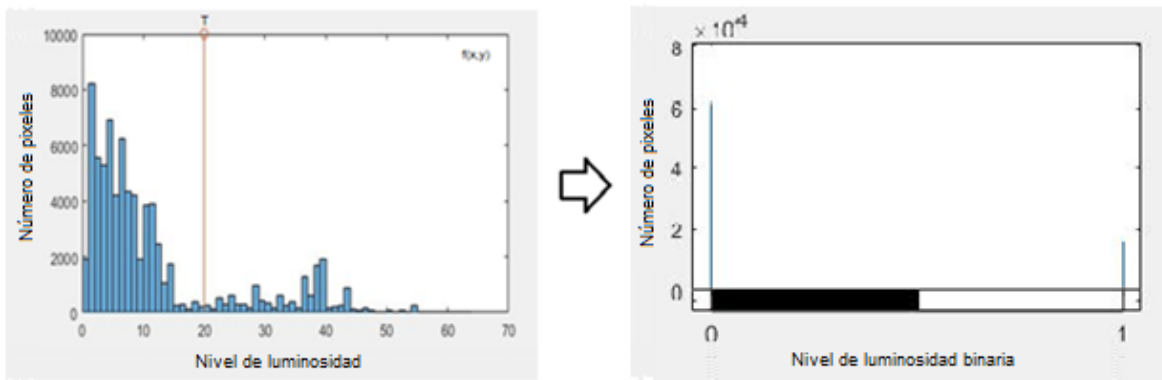 T
10000
f(x,y)
8000
6000
4000
2000
0
0 10 20 30 40 50 60 70
Número de pixeles
Nivel de luminosidad
× 10⁴
8
6
4
2
0
0 1
Número de pixeles
Nivel de luminosidad binaria